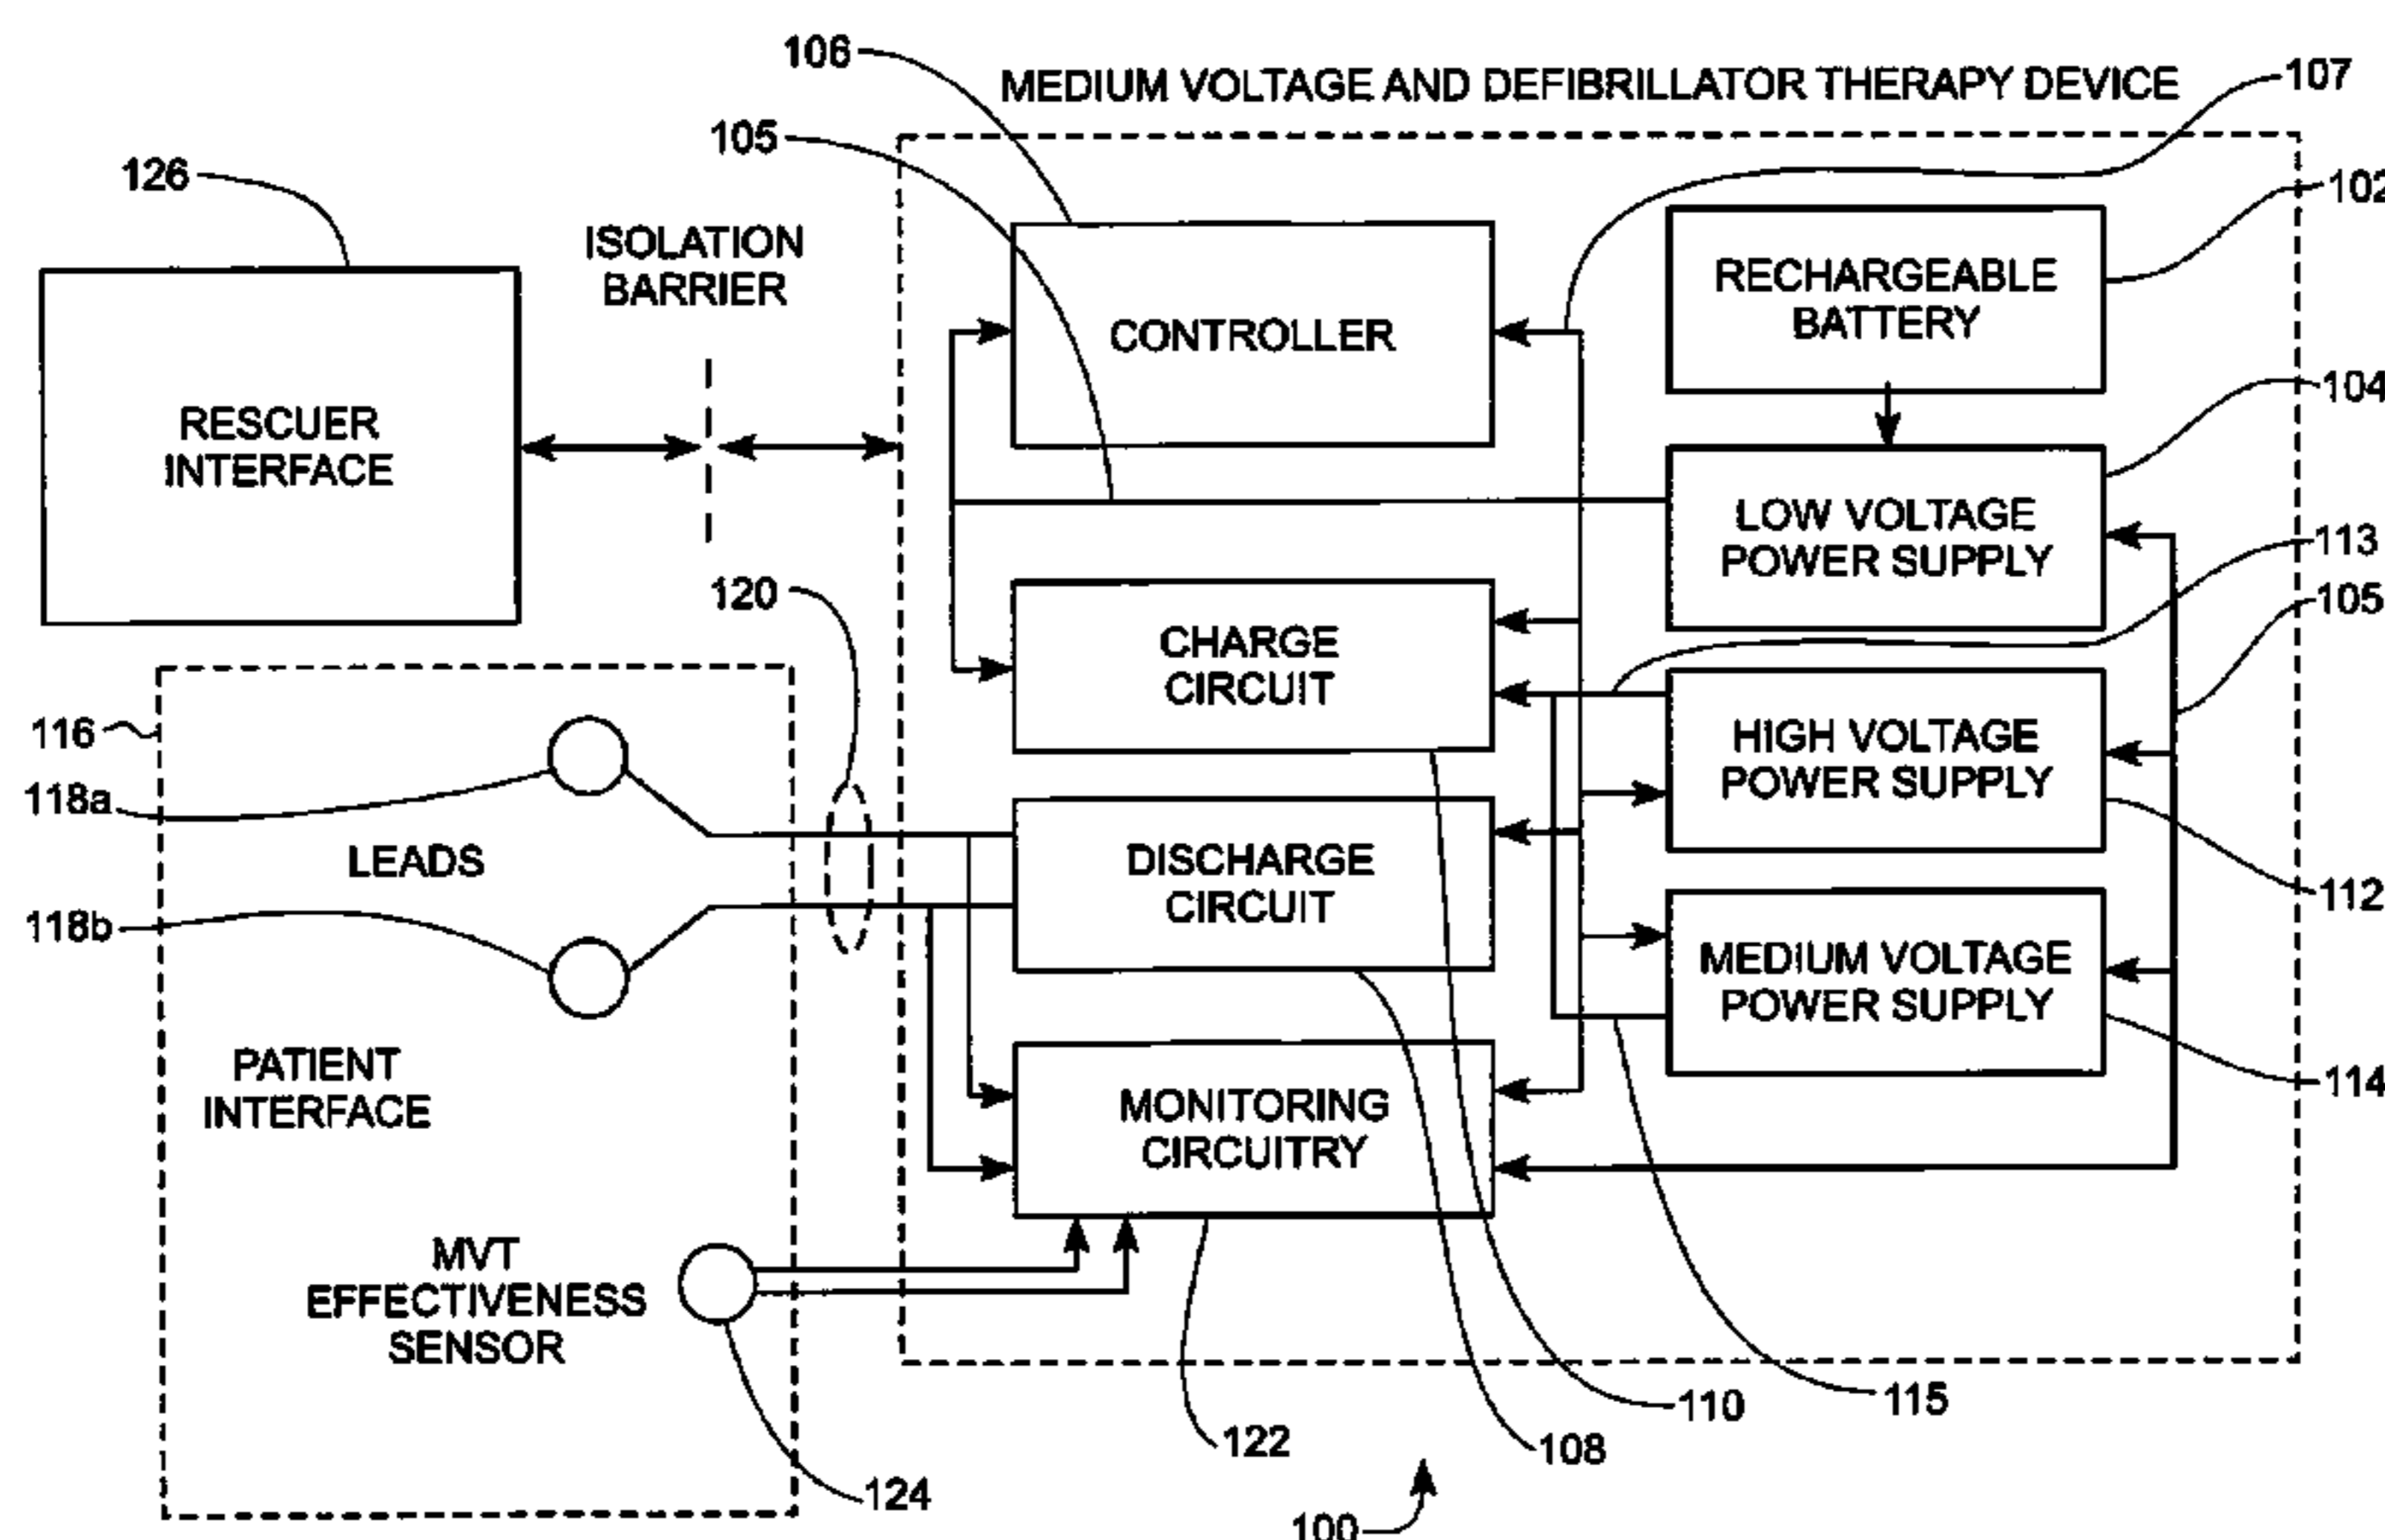 106
MEDIUM VOLTAGE AND DEFIBRILLATOR THERAPY DEVICE
107
105
126
102
ISOLATION
BARRIER
RECHARGEABLE
BATTERY
CONTROLLER
104
RESCUER
INTERFACE
LOW VOLTAGE
POWER SUPPLY
113
105
120
CHARGE
CIRCUIT
116
HIGH VOLTAGE
POWER SUPPLY
118a
LEADS
DISCHARGE
CIRCUIT
112
118b
MEDIUM VOLTAGE
POWER SUPPLY
PATIENT
INTERFACE
114
MONITORING
CIRCUITRY
MVT
EFFECTIVENESS
SENSOR
115
110
122
108
124
100